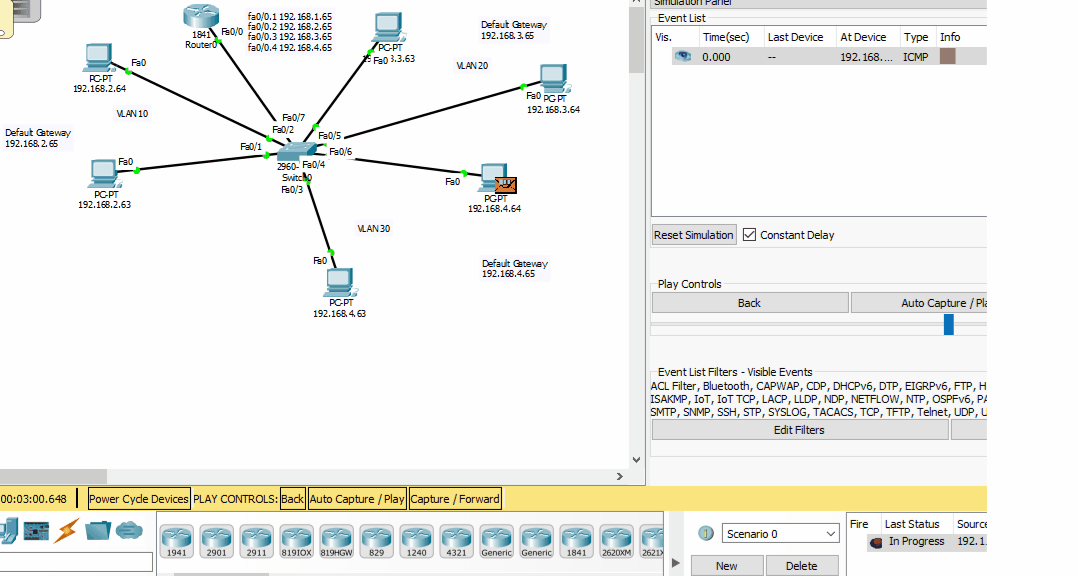 Simulation Panel
Event List
Vis. Time(sec) Last Device At Device Type Info
0.000 -- 192.168.... ICMP
fa0/0.1 192.168.1.65
fa0/0.2 192.168.2.65
fa0/0.3 192.168.3.65
fa0/0.4 192.168.4.65
1841
Router0
Fa0/0
PC-PT
Fa0
Default Gateway
192.168.3.65
VLAN20
PC-PT
192.168.2.64
Fa0
VLAN10
Fa0
PC-PT
192.168.3.64
Default Gateway
192.168.2.65
Fa0/7
Fa0/2
Fa0/5
Fa0/1
Fa0/6
2960-
Fa0/4
Switch0
Fa0/3
Fa0
PC-PT
192.168.2.63
Fa0
PC-PT
192.168.4.64
VLAN30
Default Gateway
192.168.4.65
Fa0
PC-PT
192.168.4.63
Reset Simulation Constant Delay
Play Controls
Back Auto Capture / Pla
Event List Filters - Visible Events
ACL Filter, Bluetooth, CAPWAP, CDP, DHCPv6, DTP, EIGRPv6, FTP, H
ISAKMP, IoT, IoT TCP, LACP, LLDP, NDP, NETFLOW, NTP, OSPFv6, PA
SMTP, SNMP, SSH, STP, SYSLOG, TACACS, TCP, TFTP, Telnet, UDP, U
Edit Filters
00:03:00.648 Power Cycle Devices PLAY CONTROLS: Back Auto Capture / Play Capture / Forward
1941 2901 2911 819IOX 819HGW 829 1240 4321 Generic Generic 1841 2620XM 2621X
Scenario 0
New Delete
Fire Last Status Source
In Progress 192.1